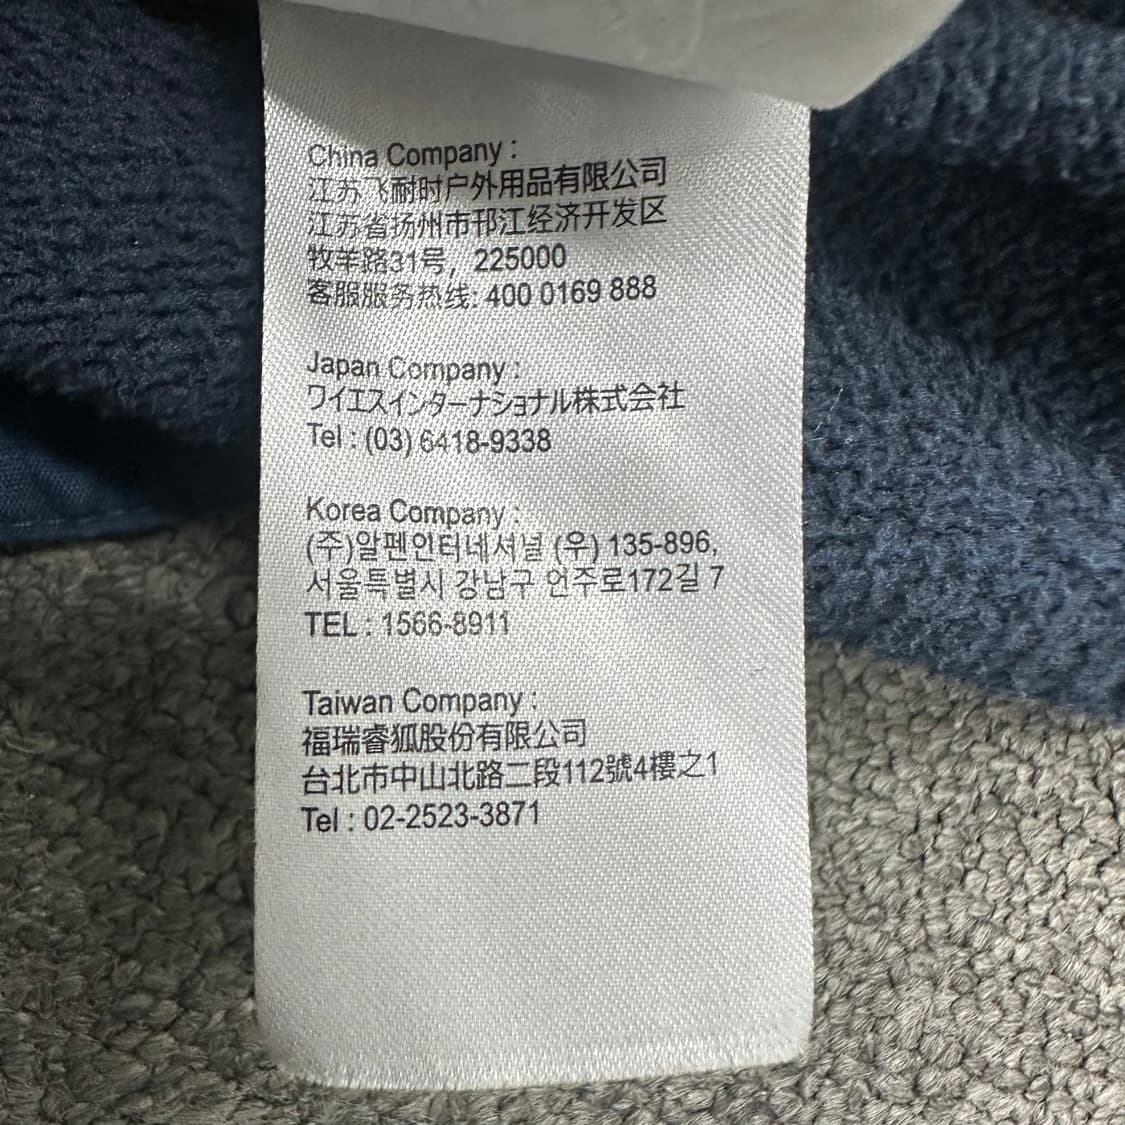 China Company :
江苏飞耐时户外用品有限公司
江苏省扬州市邗江经济开发区
牧羊路31号，225000
客服服务热线: 400 0169 888
Japan Company :
ワイエスインターナショナル株式会社
Tel : (03) 6418-9338
Korea Company :
(주)알펜인터네셔널 (우) 135-896,
서울특별시 강남구 언주로172길 7
TEL : 1566-8911
Taiwan Company :
福瑞睿狐股份有限公司
台北市中山北路二段112號4樓之1
Tel : 02-2523-3871